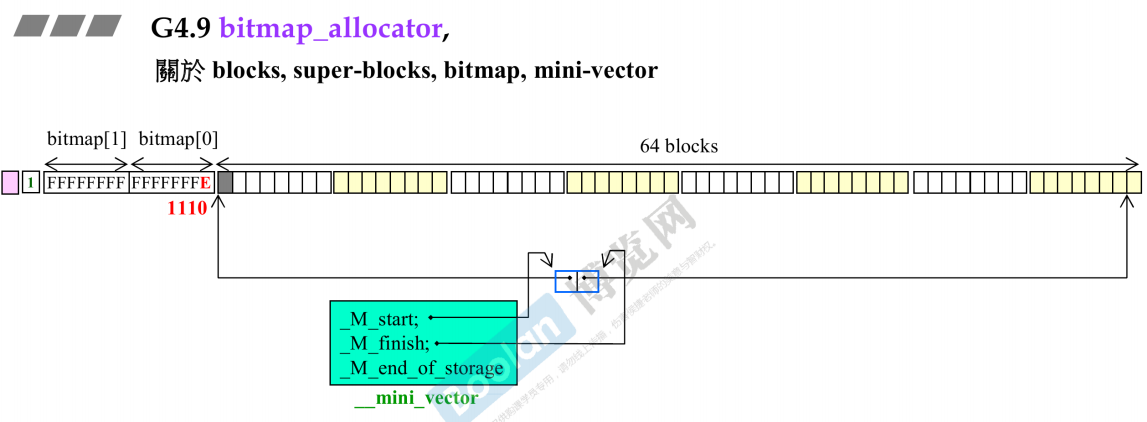 G4.9 bitmap_allocator,
關於 blocks, super-blocks, bitmap, mini-vector
bitmap[1] bitmap[0]
64 blocks
1 FFFFFFFF FFFFFFFE
1110
_M_start;
_M_finish;
_M_end_of_storage
__mini_vector
Boolan 博览网